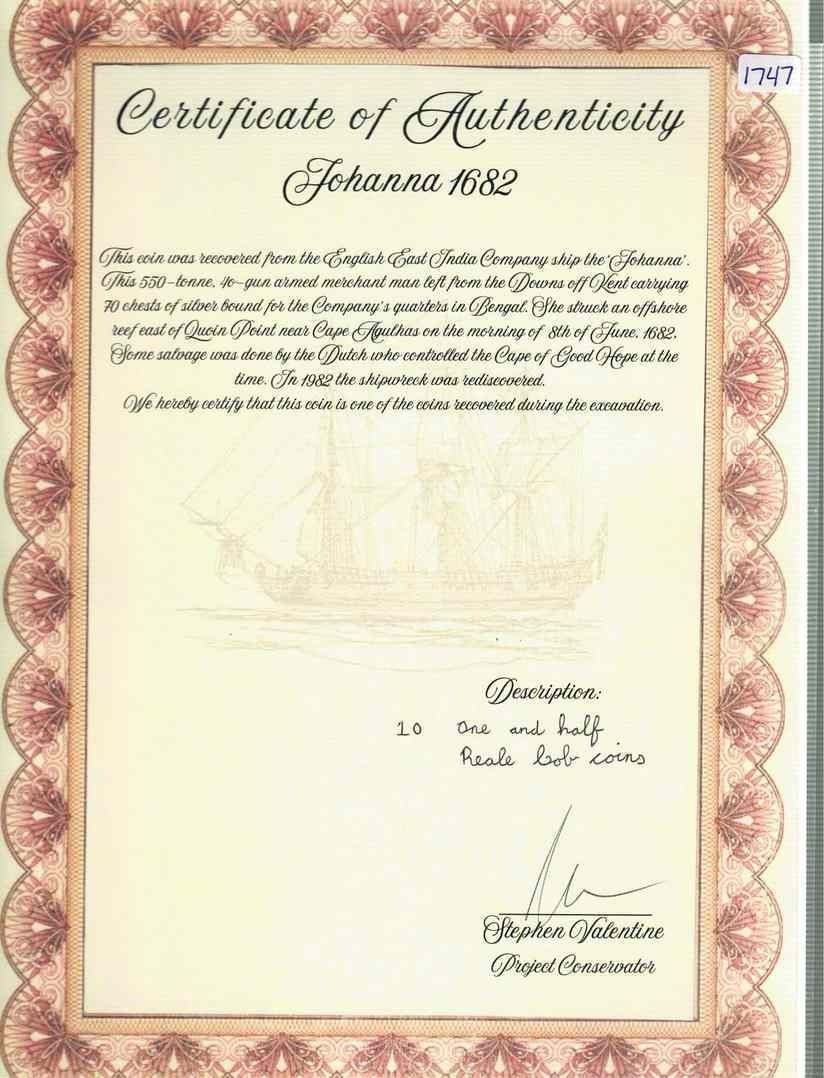 1747
Certificate of Authenticity
Johanna 1682
This coin was recovered from the English East India Company ship the 'Johanna'.
This 550-tonne, 40-gun armed merchant man left from the Downs off Kent carrying
70 chests of silver bound for the Company's quarters in Bengal. She struck an offshore
reef east of Quoin Point near Cape Agulhas on the morning of 8th of June, 1682.
Some salvage was done by the Dutch who controlled the Cape of Good Hope at the
time. In 1982 the shipwreck was rediscovered.
We hereby certify that this coin is one of the coins recovered during the excavation.
Description:
10 One and half
Reale Cob coins
Stephen Valentine
Project Conservator